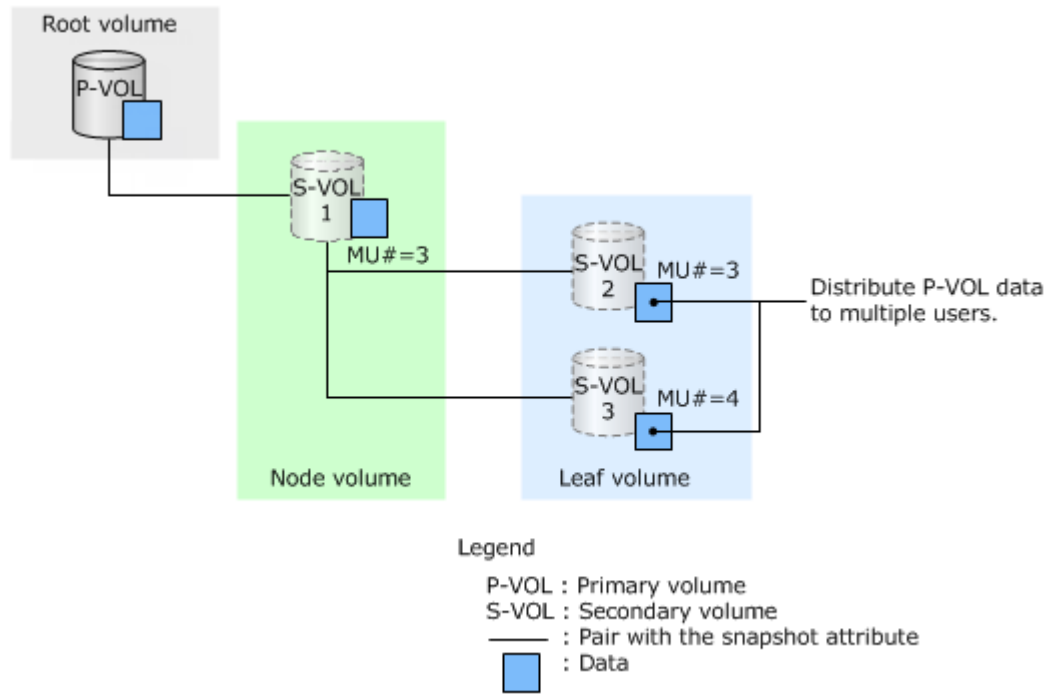 Root volume
P-VOL
S-VOL
1
MU#=3
S-VOL
2
MU#=3
Distribute P-VOL data
to multiple users.
S-VOL
3
MU#=4
Node volume
Leaf volume
Legend
P-VOL : Primary volume
S-VOL : Secondary volume
: Pair with the snapshot attribute
: Data